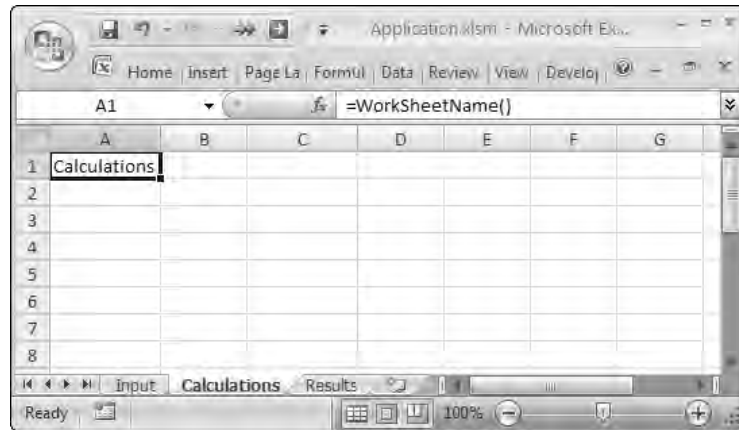 Application.xlsm - Microsoft Ex...
Home Insert Page La Formul Data Review View Develop
A1 fx =WorkSheetName()
A B C D E F G
1 Calculations
2
3
4
5
6
7
8
Input Calculations Results
Ready 100%